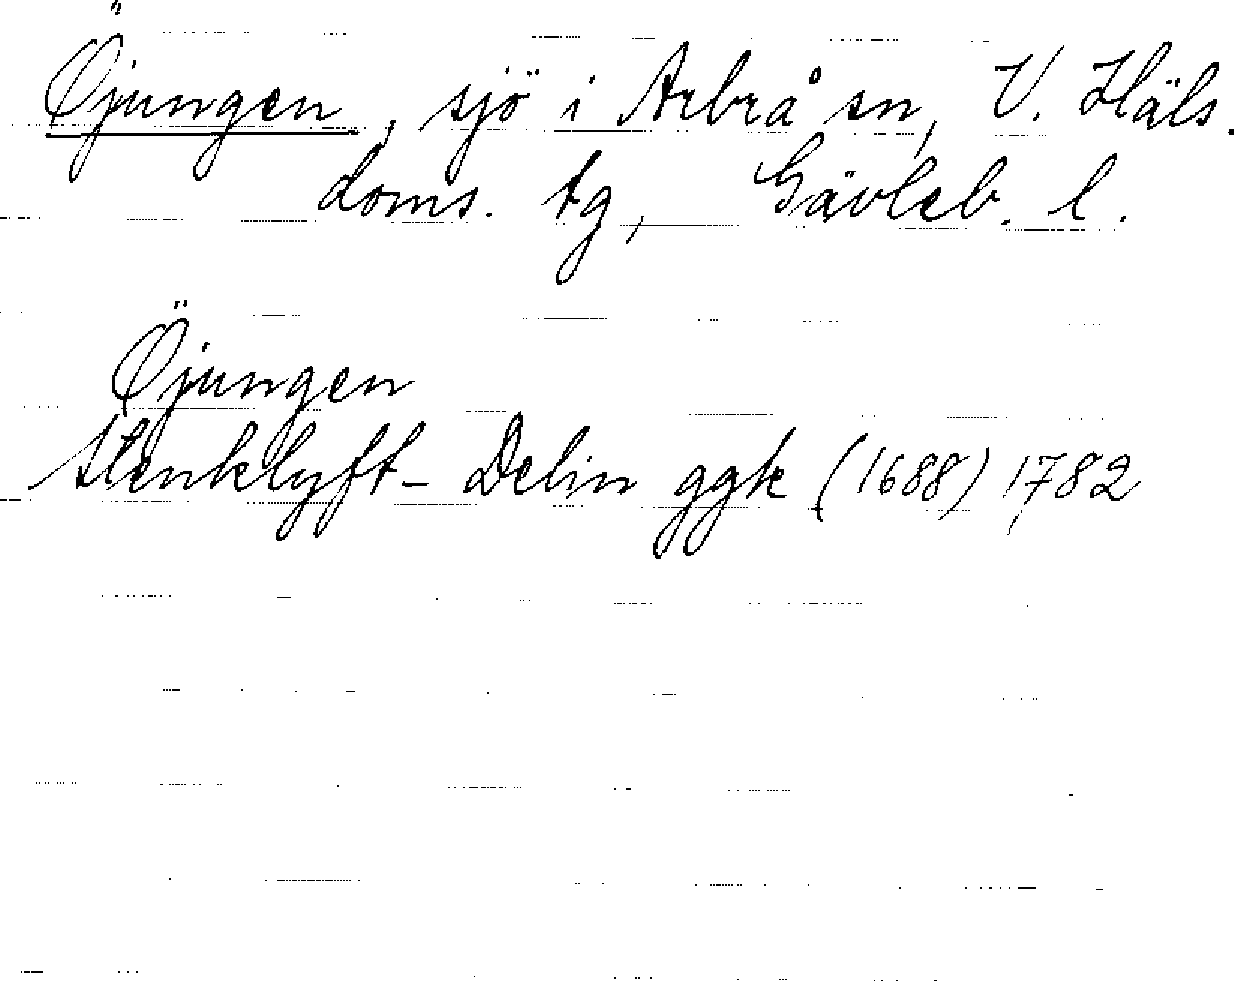 Öjungen, sjö i Arbrå sn, V. Häls.
doms. tg, Gävleb. l.
Öjungen
Stenklyft-Delin ggk (1688) 1782